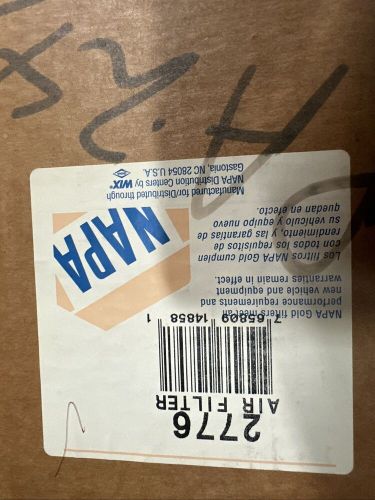 2776
AIR FILTER
7 65809 14858 1
NAPA Gold filters meet all
performance requirements and
new vehicle and equipment
warranties remain in effect.
Los filtros NAPA Gold cumplen
con todos los requisitos de
rendimiento, y las garantías de
su vehículo y equipo nuevo
quedan en efecto.
NAPA
Manufactured for/Distributed through
NAPA Distribution Centers by WIX®
Gastonia, NC 28054 U.S.A.